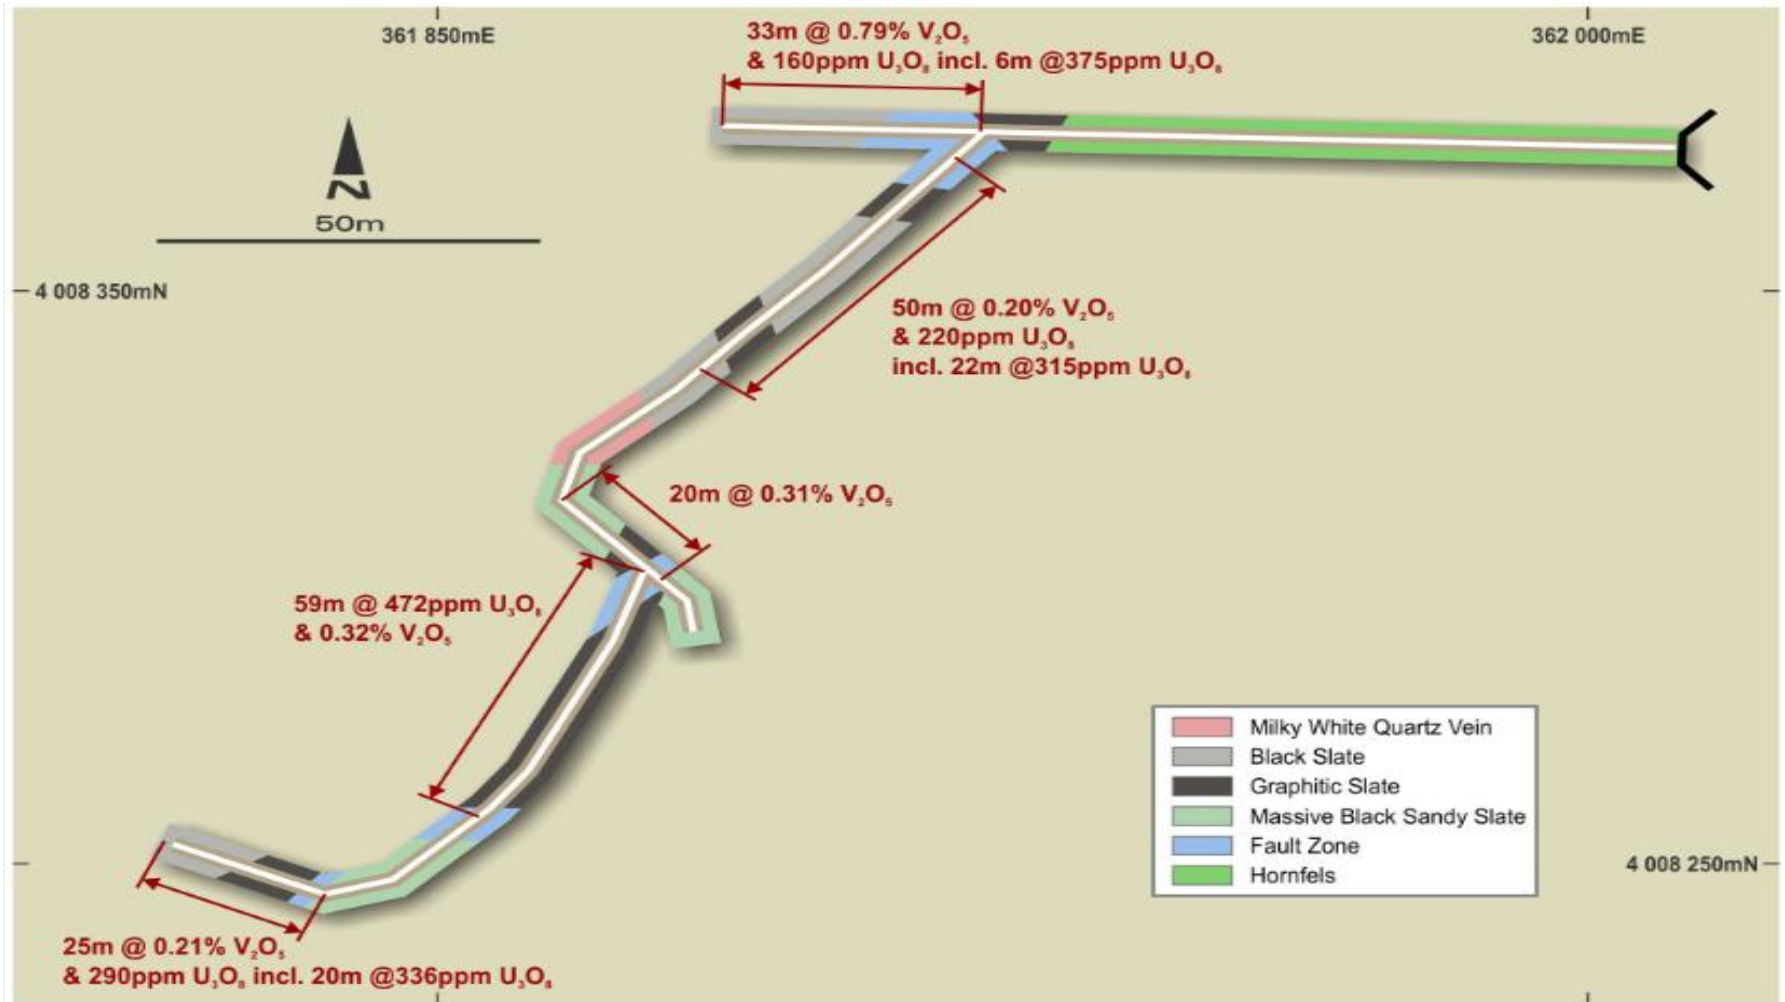 361 850mE
362 000mE
33m @ 0.79% V₂O₅
& 160ppm U₃O₈ incl. 6m @375ppm U₃O₈
N
50m
4 008 350mN
50m @ 0.20% V₂O₅
& 220ppm U₃O₈
incl. 22m @315ppm U₃O₈
20m @ 0.31% V₂O₅
59m @ 472ppm U₃O₈
& 0.32% V₂O₅
Milky White Quartz Vein
Black Slate
Graphitic Slate
Massive Black Sandy Slate
Fault Zone
Hornfels
4 008 250mN
25m @ 0.21% V₂O₅
& 290ppm U₃O₈ incl. 20m @336ppm U₃O₈